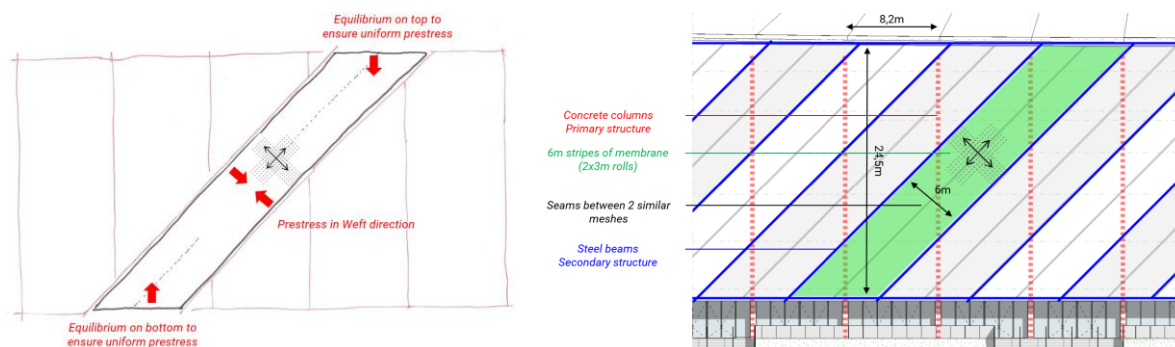 Equilibrium on top to
ensure uniform prestress
Prestress in Weft direction
Equilibrium on bottom to
ensure uniform prestress
8,2m
Concrete columns
Primary structure
6m stripes of membrane
(2x3m rolls)
24,5m
6m
Seams between 2 similar
meshes
Steel beams
Secondary structure